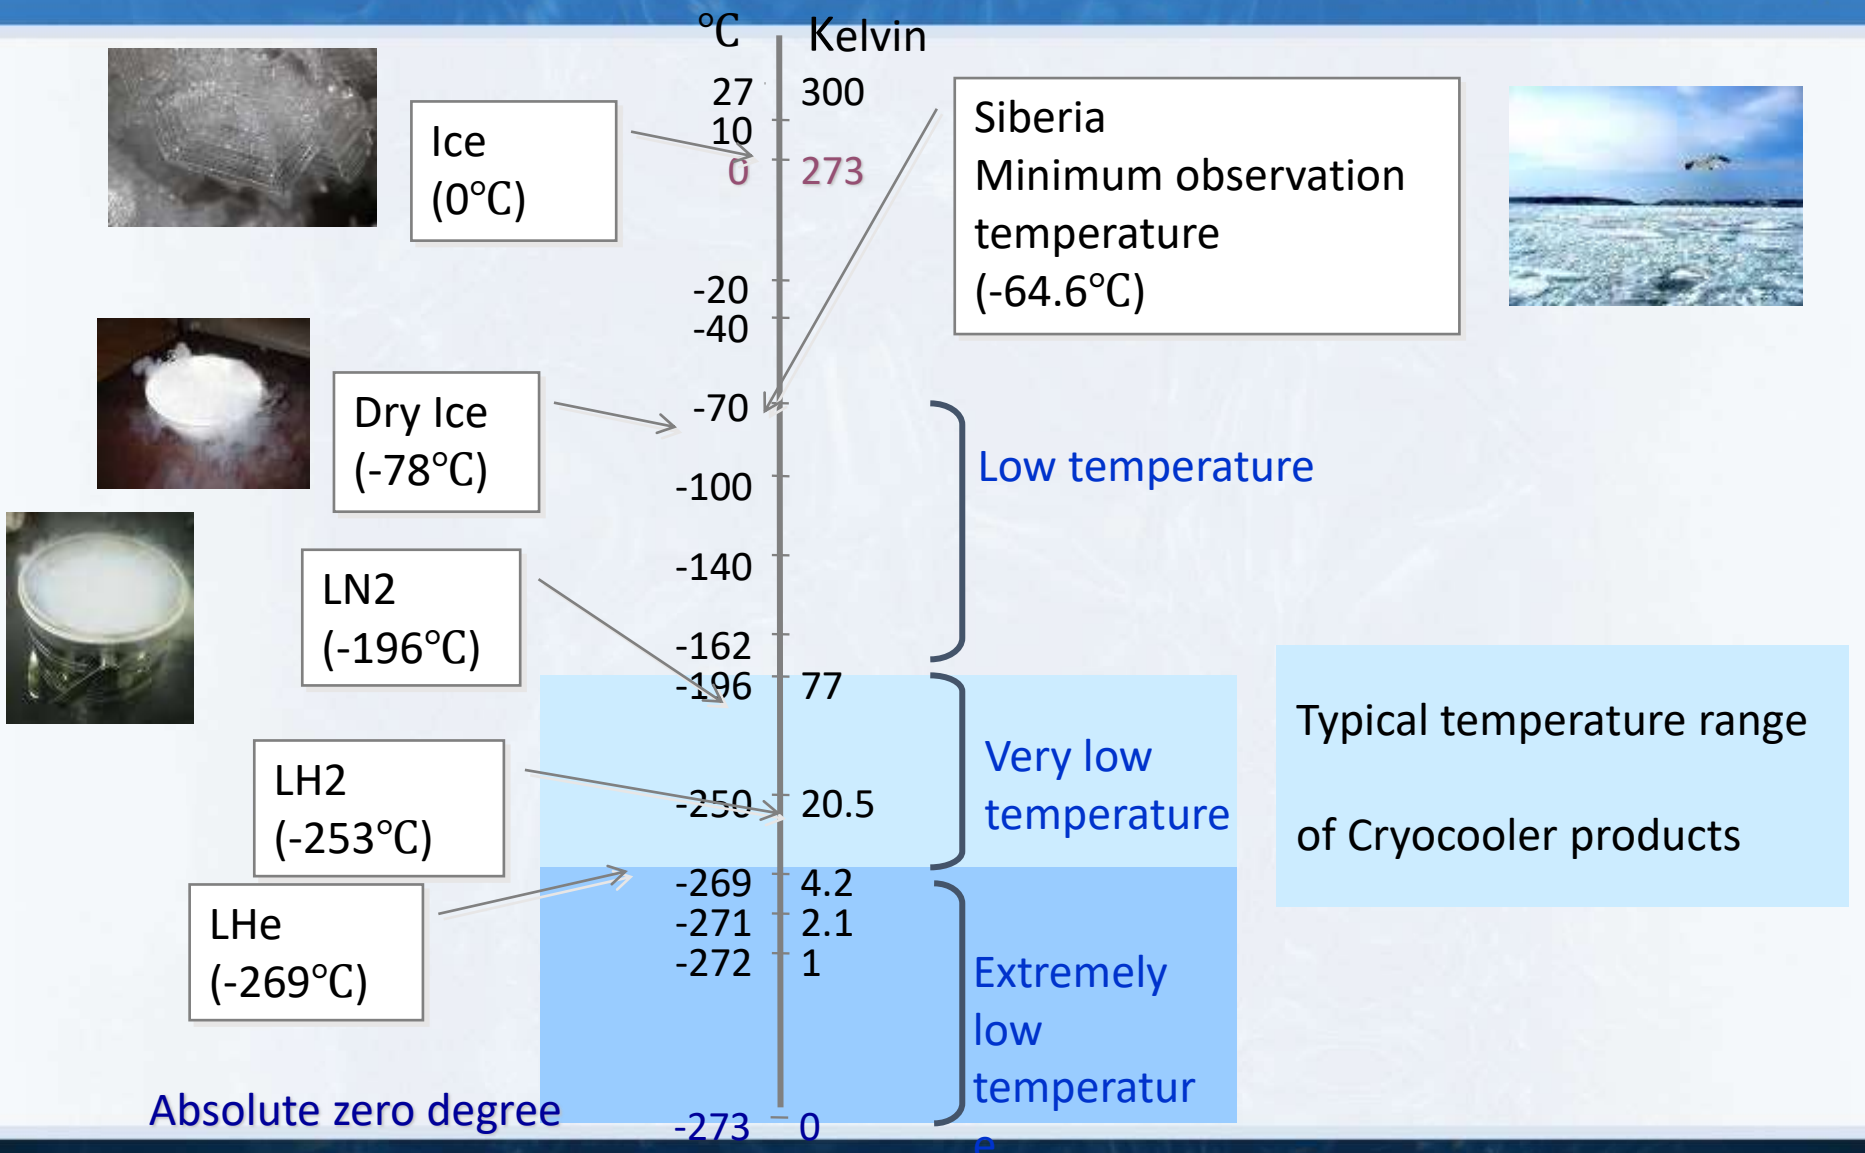 °C Kelvin
27 300
10
0 273
Ice
(0°C)
Siberia
Minimum observation
temperature
(-64.6°C)
-20
-40
-70
Dry Ice
(-78°C)
Low temperature
-100
-140
LN2
(-196°C)
-162
-196 77
Typical temperature range
of Cryocooler products
Very low
temperature
LH2
(-253°C)
-250 20.5
-269 4.2
-271 2.1
-272 1
LHe
(-269°C)
Extremely
low
temperatur
e
Absolute zero degree
-273 0